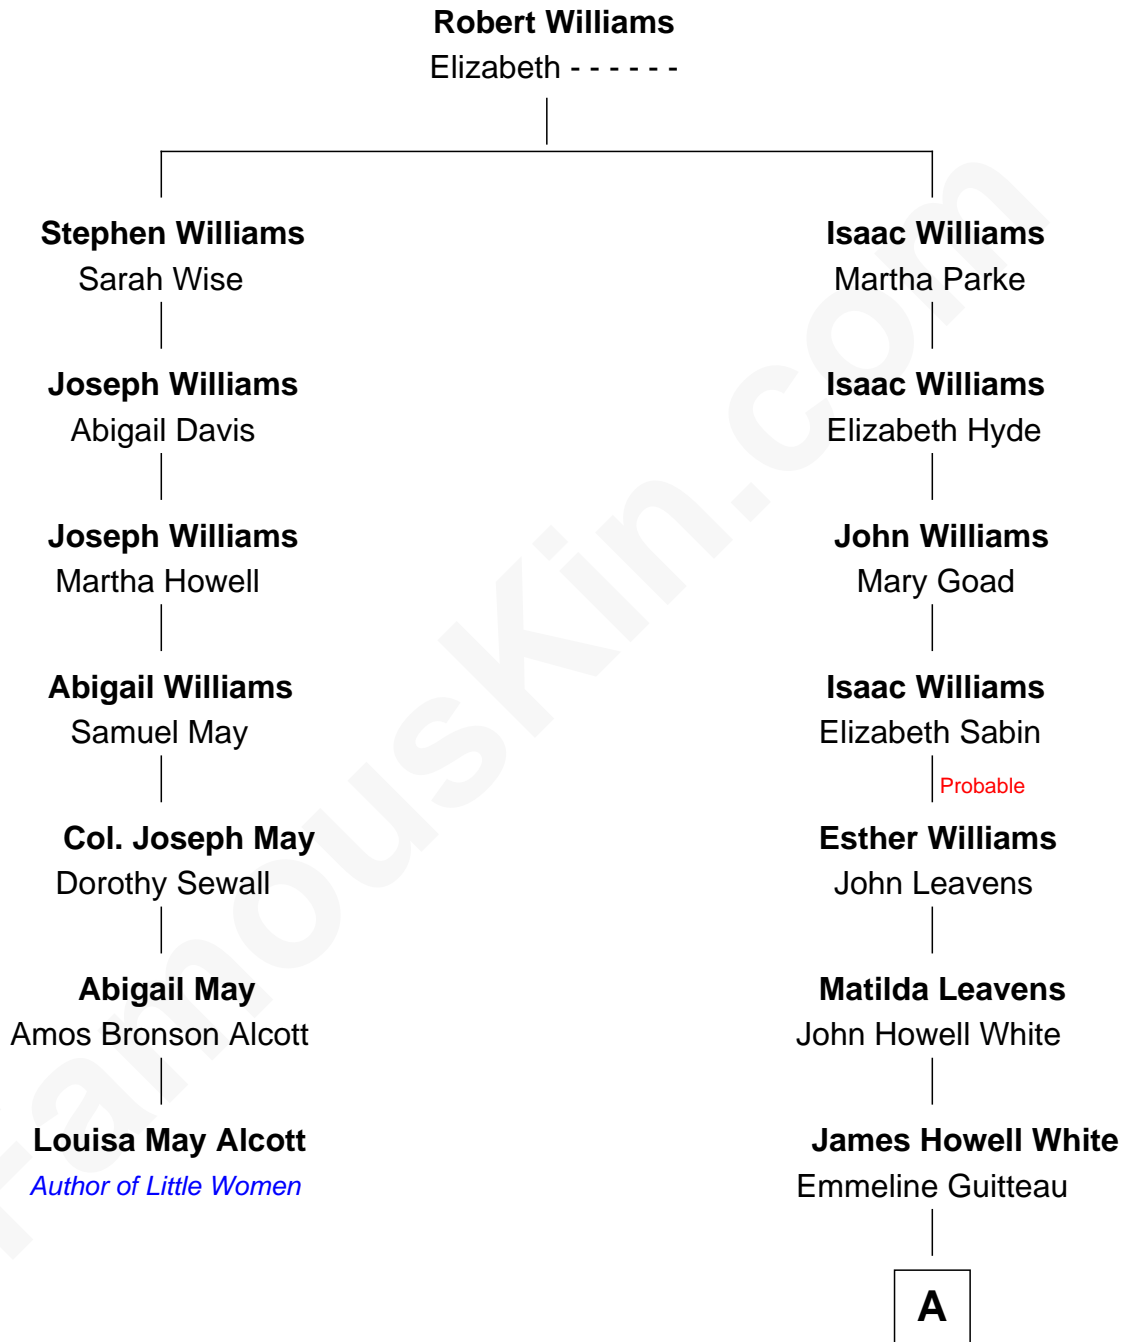 Robert Williams
Elizabeth - - - - - -
Stephen Williams
Sarah Wise
Joseph Williams
Abigail Davis
Joseph Williams
Martha Howell
Abigail Williams
Samuel May
Col. Joseph May
Dorothy Sewall
Abigail May
Amos Bronson Alcott
Louisa May Alcott
Author of Little Women
Isaac Williams
Martha Parke
Isaac Williams
Elizabeth Hyde
John Williams
Mary Goad
Isaac Williams
Elizabeth Sabin
Probable
Esther Williams
John Leavens
Matilda Leavens
John Howell White
James Howell White
Emmeline Guitteau
A
FamousKin.com